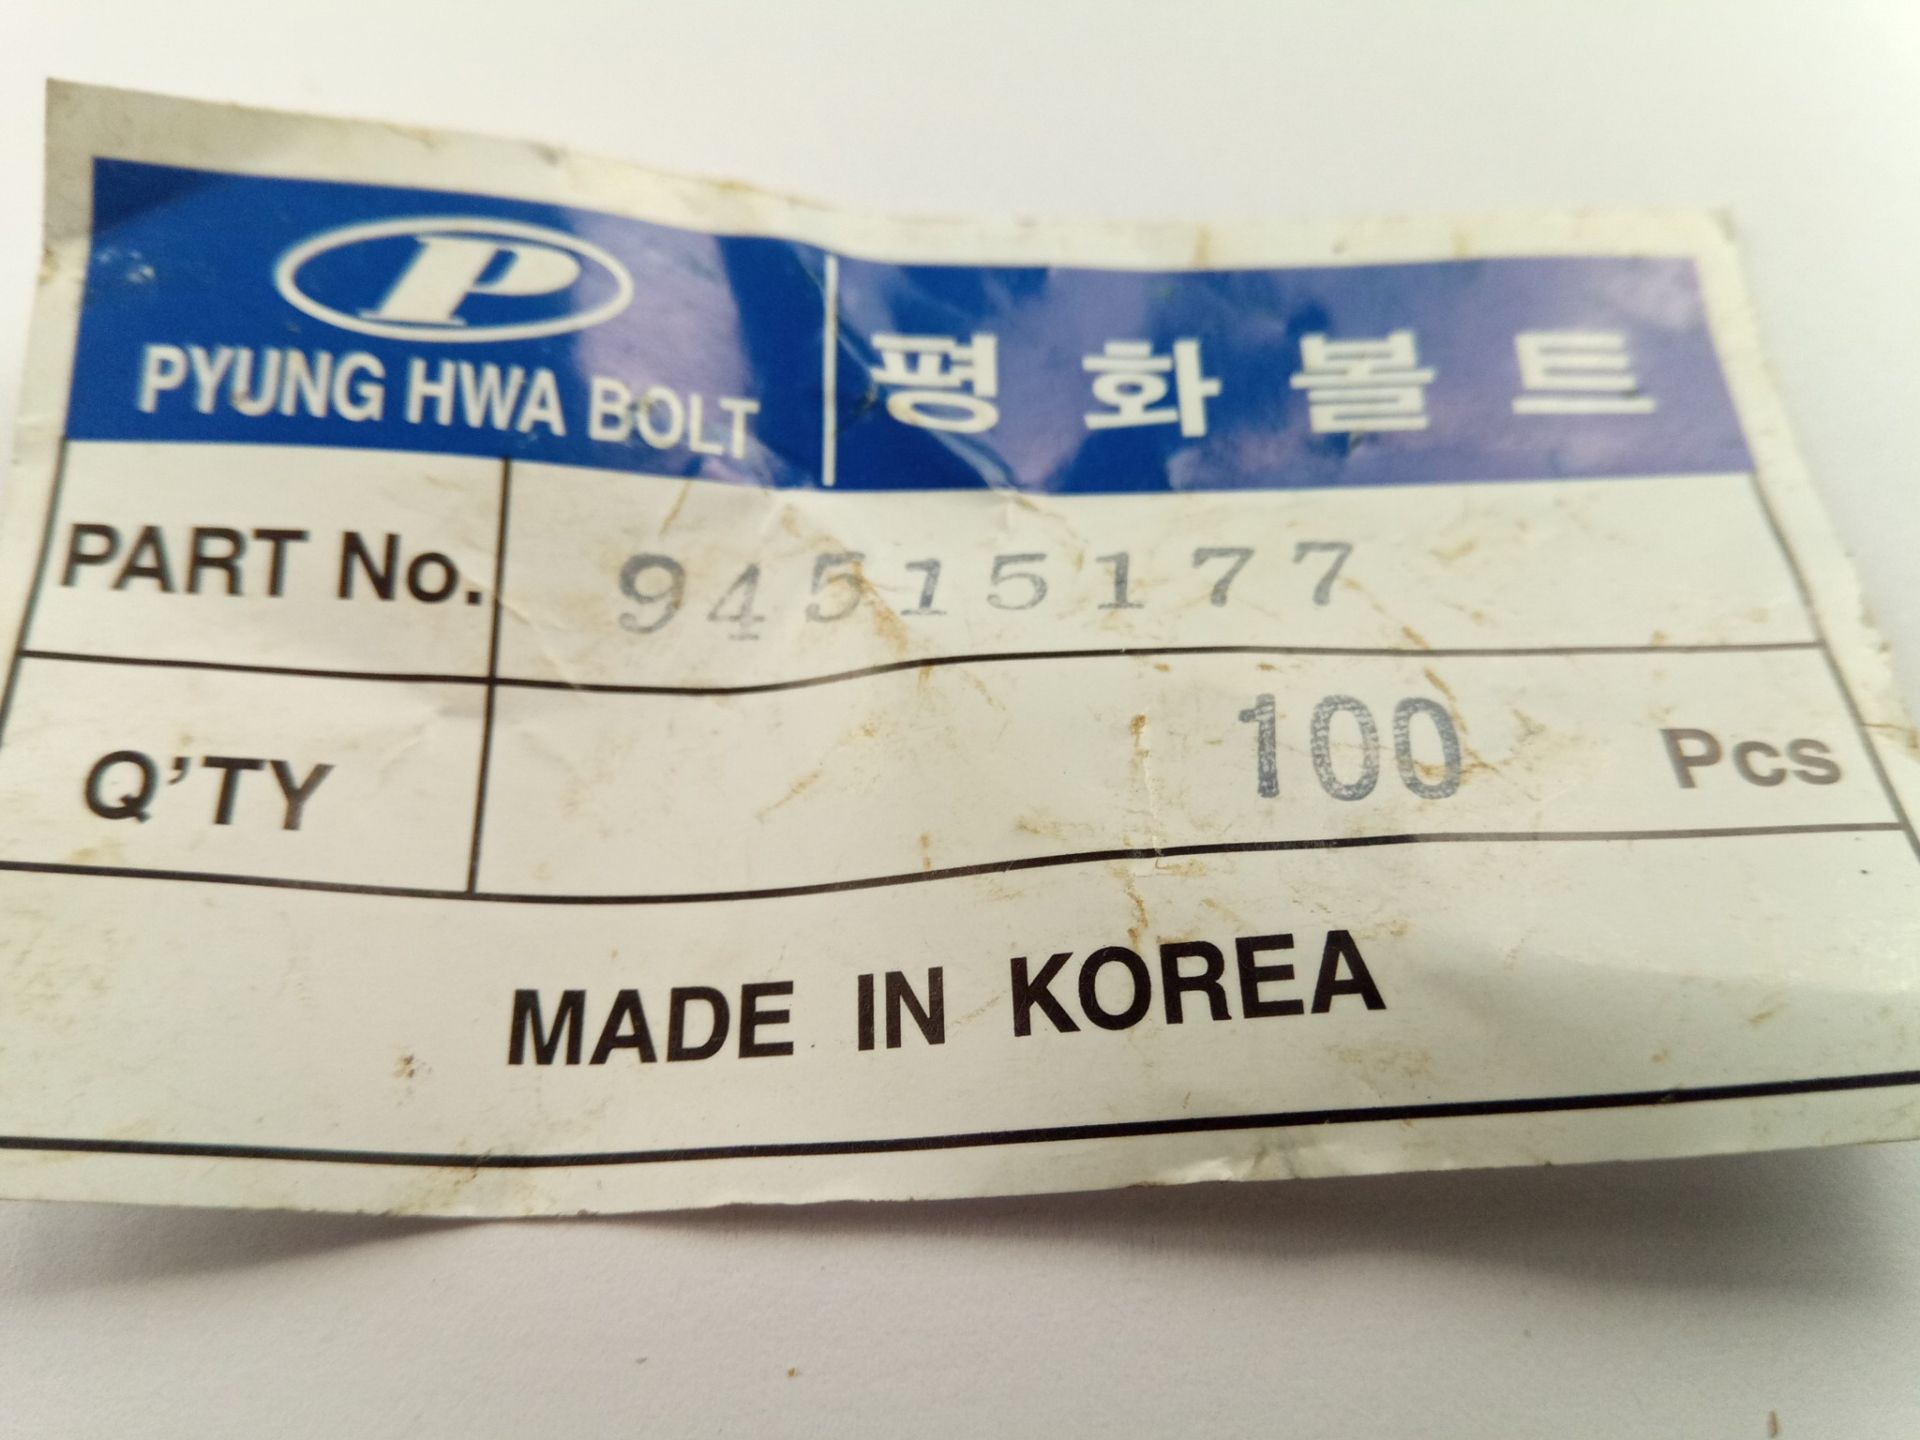 P
PYUNG HWA BOLT
평화볼트
PART No. 94515177
Q'TY 100 Pcs
MADE IN KOREA